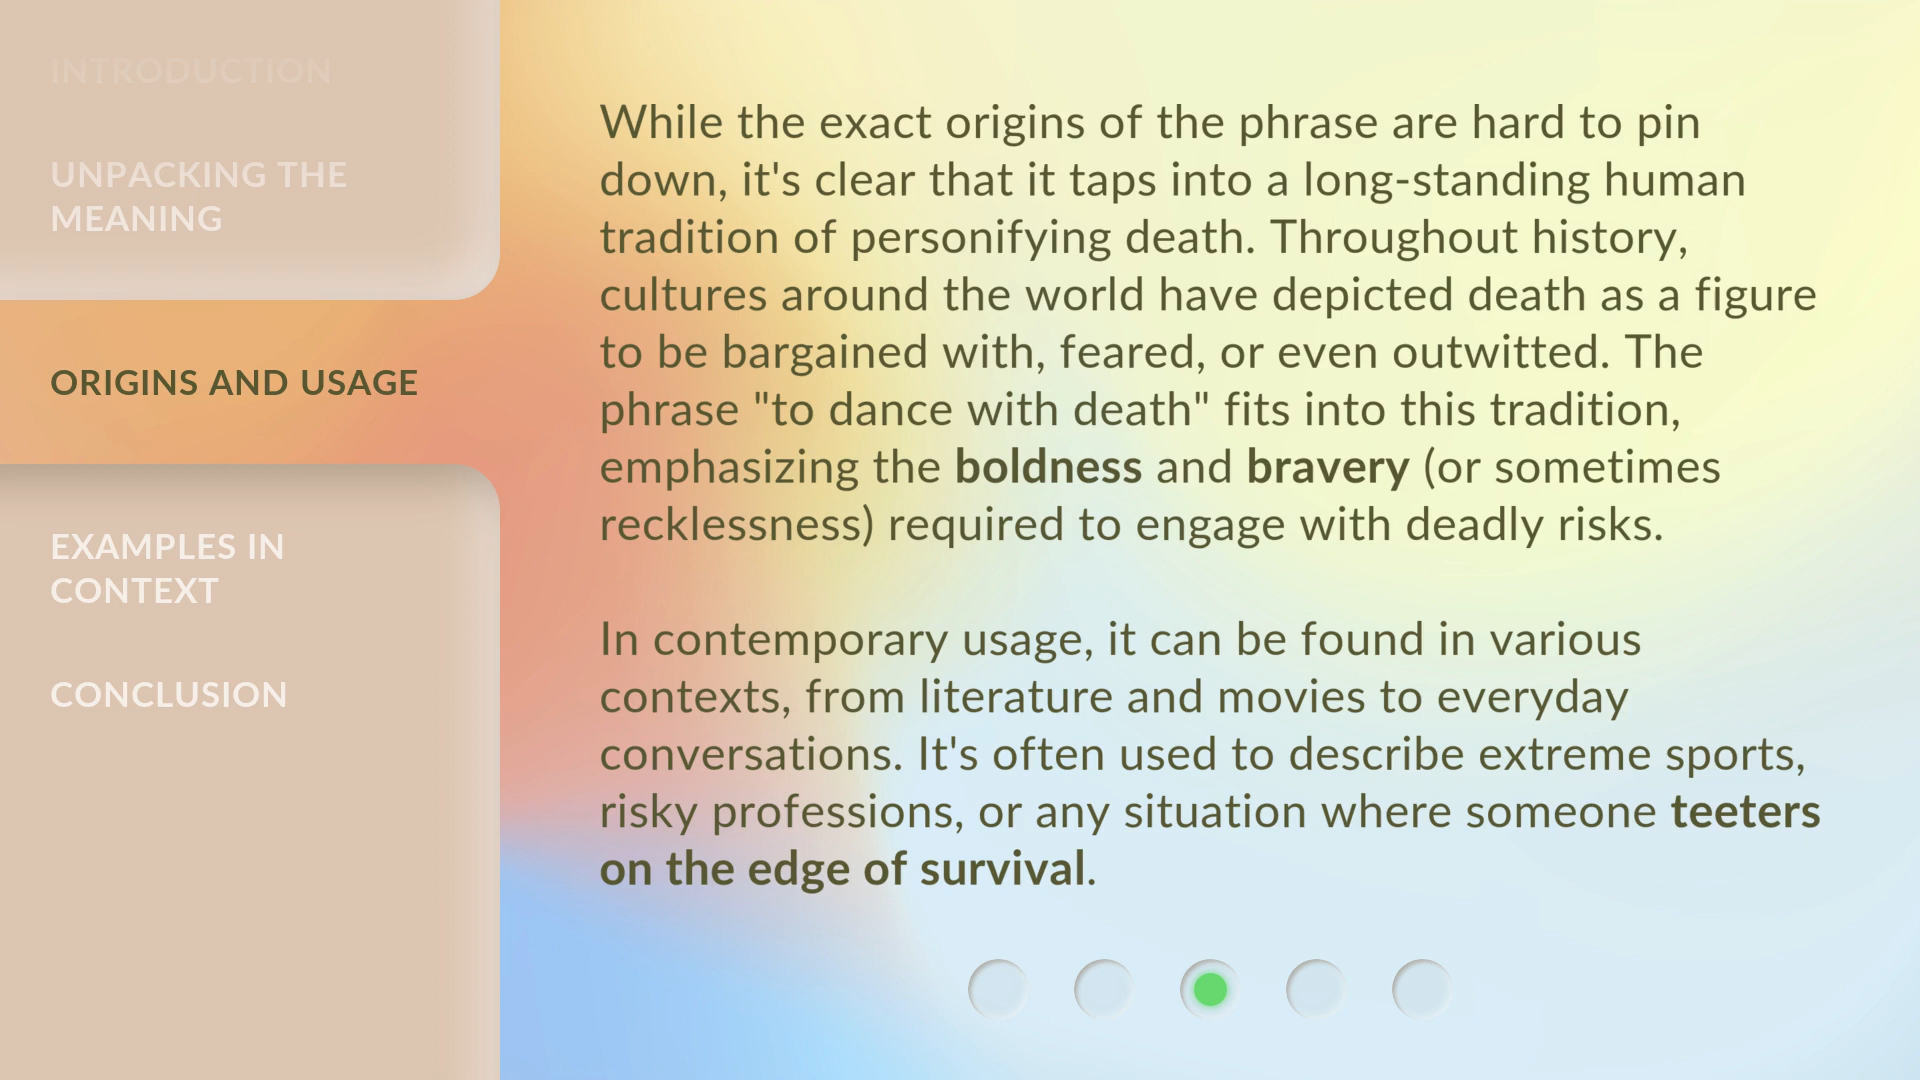 INTRODUCTION
UNPACKING THE
MEANING
ORIGINS AND USAGE
EXAMPLES IN
CONTEXT
CONCLUSION
While the exact origins of the phrase are hard to pin
down, it's clear that it taps into a long-standing human
tradition of personifying death. Throughout history,
cultures around the world have depicted death as a figure
to be bargained with, feared, or even outwitted. The
phrase "to dance with death" fits into this tradition,
emphasizing the boldness and bravery (or sometimes
recklessness) required to engage with deadly risks.
In contemporary usage, it can be found in various
contexts, from literature and movies to everyday
conversations. It's often used to describe extreme sports,
risky professions, or any situation where someone teeters
on the edge of survival.